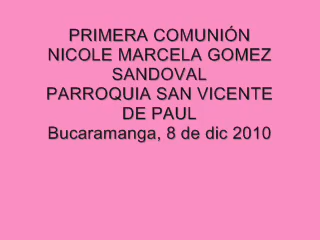 PRIMERA COMUNIÓN
NICOLE MARCELA GOMEZ
SANDOVAL
PARROQUIA SAN VICENTE
DE PAUL
Bucaramanga, 8 de dic 2010